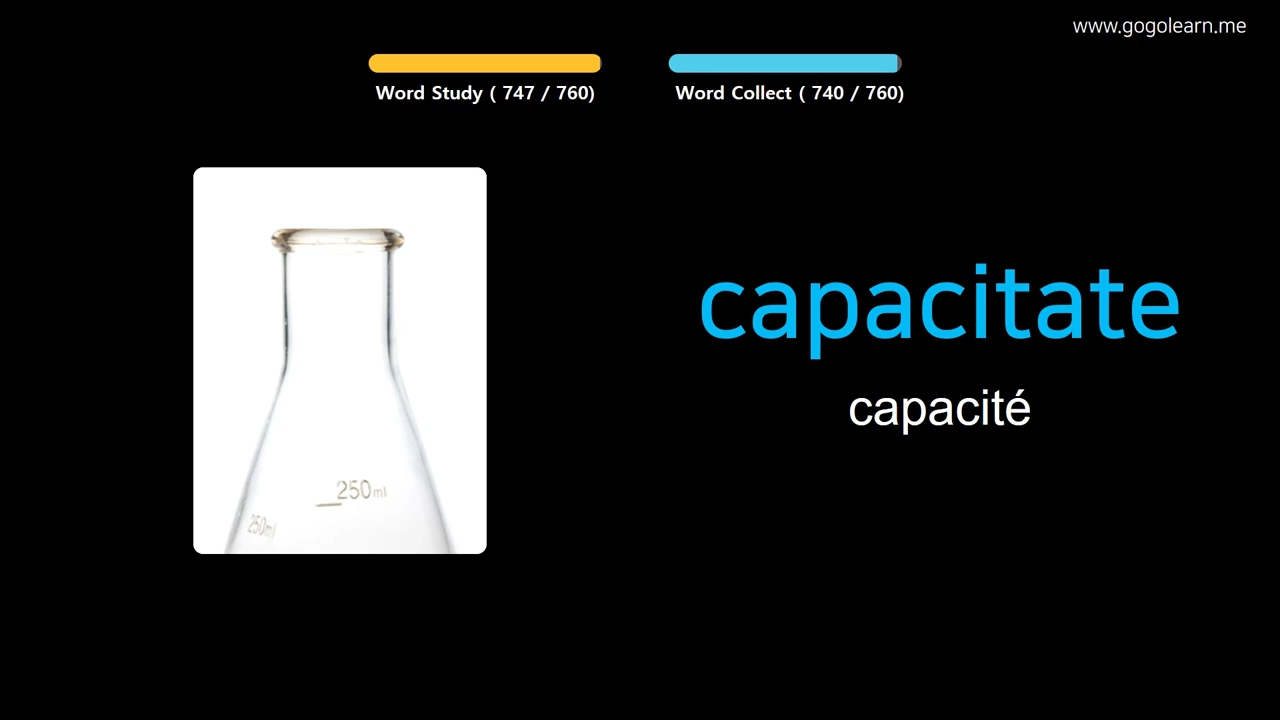 www.gogolearn.me
Word Study ( 747 / 760)
Word Collect ( 740 / 760)
capacitate
capacité
250ml
250ml